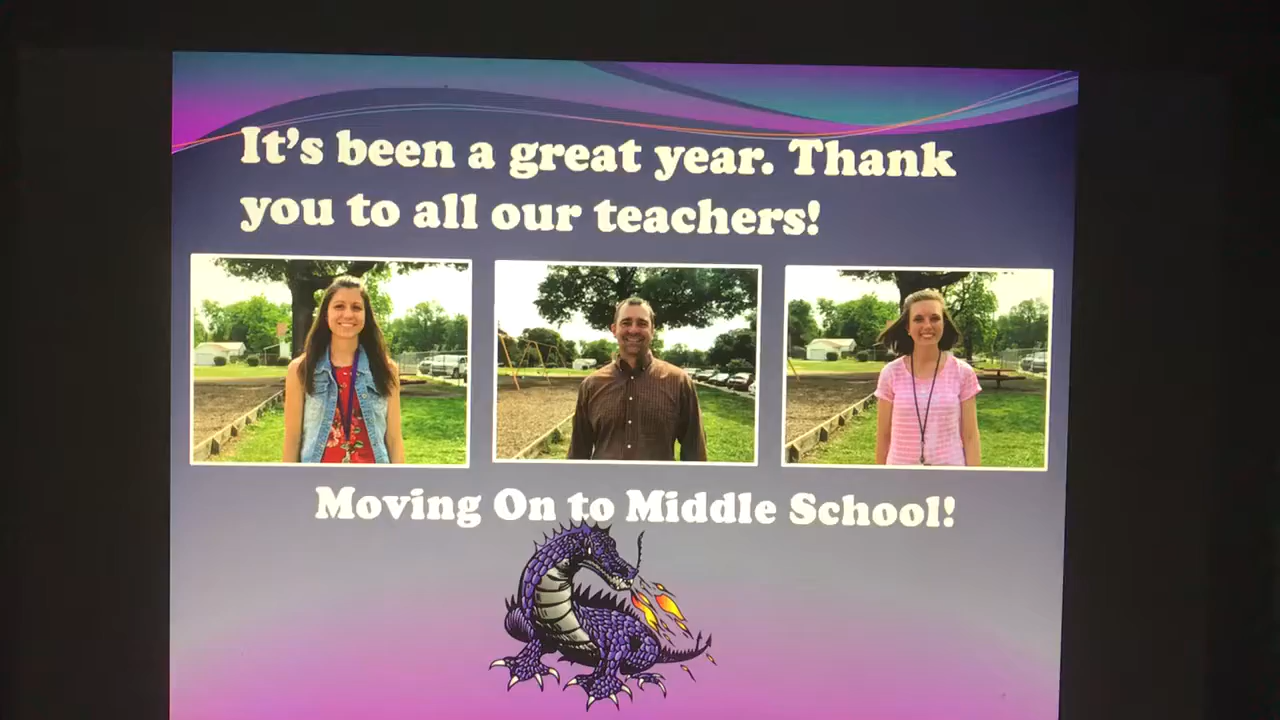 It's been a great year. Thank
you to all our teachers!
Moving On to Middle School!